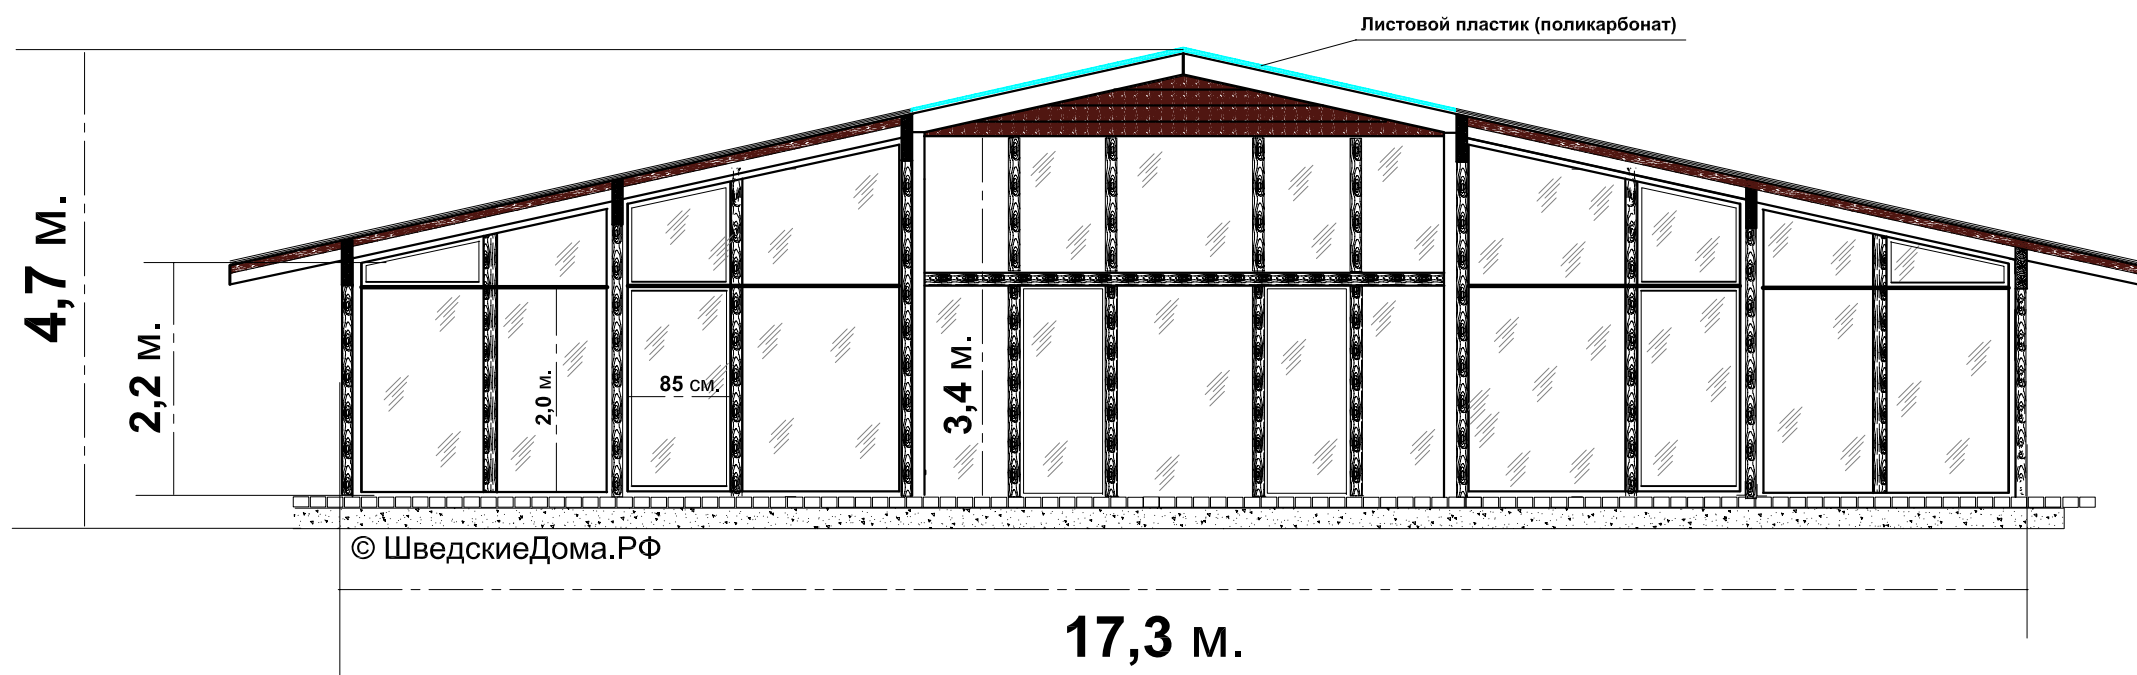 Листовой пластик (поликарбонат)
4,7 м.
2,2 м.
2,0 м.
85 см.
3,4 м.
© ШведскиеДома.РФ
17,3 м.